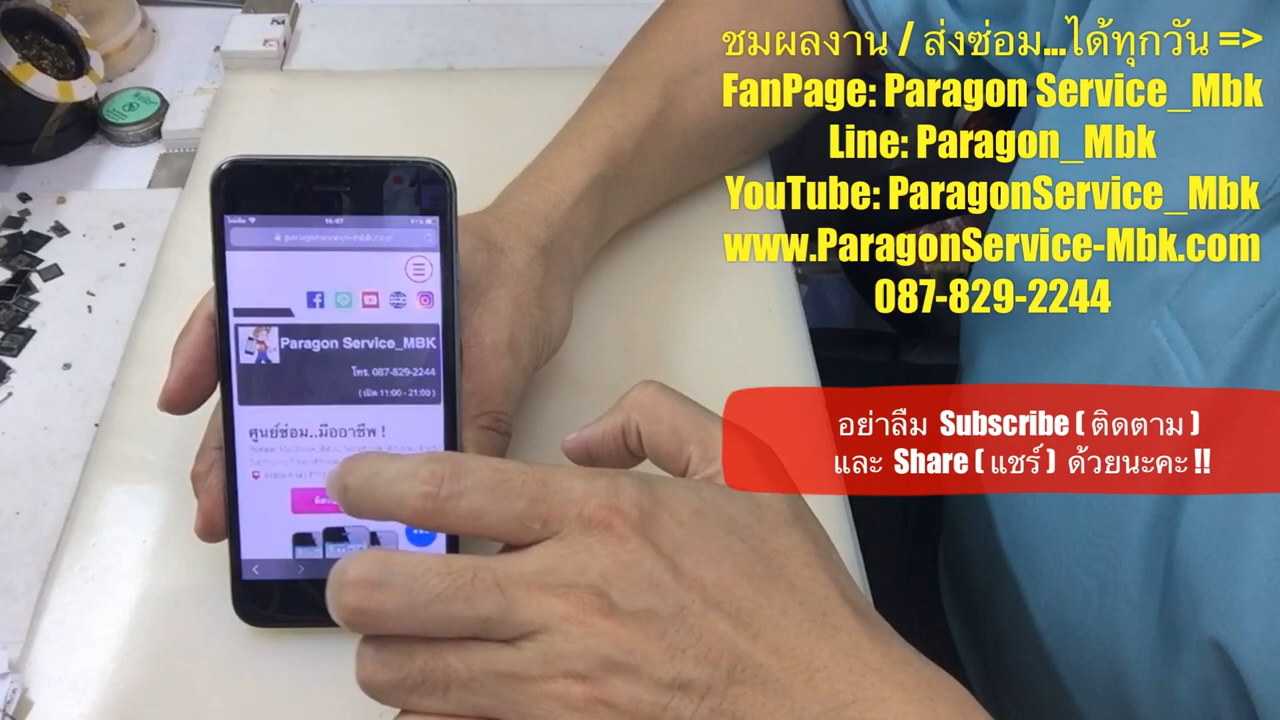 ชมผลงาน / ส่งซ่อม...ได้ทุกวัน =>
FanPage: Paragon Service_Mbk
Line: Paragon_Mbk
YouTube: ParagonService_Mbk
www.ParagonService-Mbk.com
087-829-2244
อย่าลืม Subscribe ( ติดตาม )
และ Share ( แชร์ ) ด้วยนะคะ !!
paragonservice-mbk.com
Paragon Service_MBK
โทร. 087-829-2244
( เปิด 11:00 - 21:00 )
ศูนย์ซ่อม..มืออาชีพ !